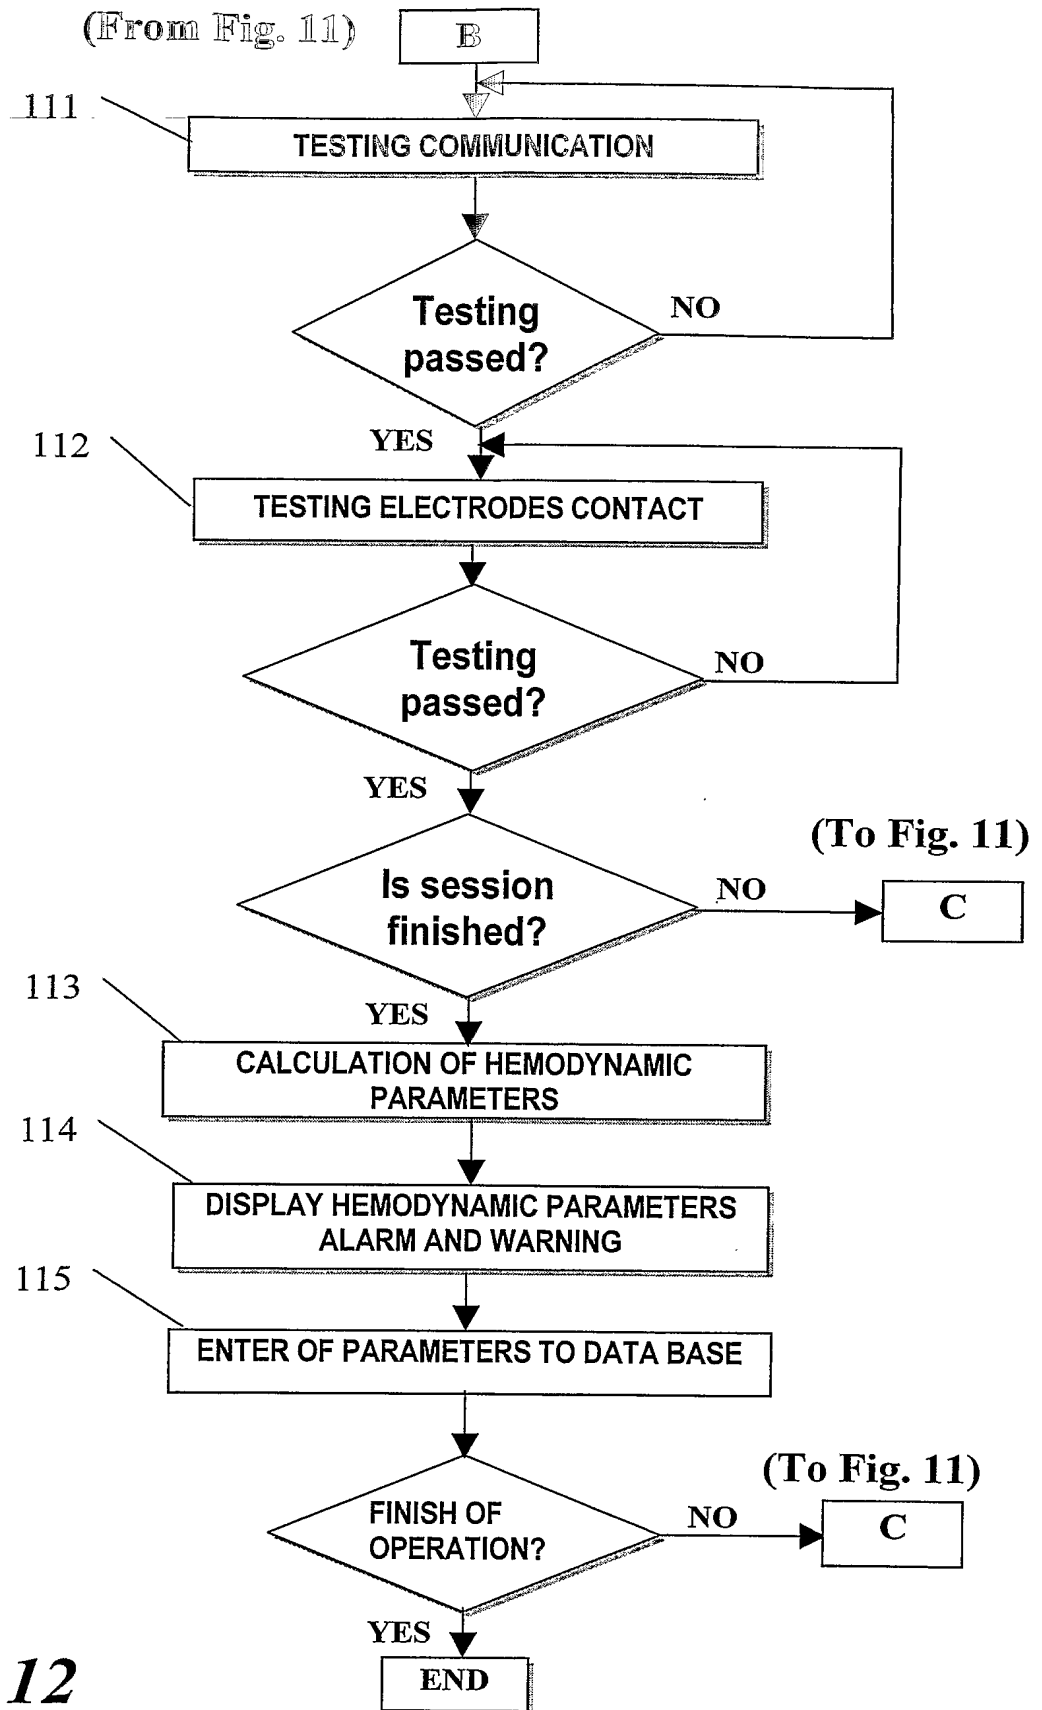 (From Fig. 11)
B
111
TESTING COMMUNICATION
Testing
passed?
NO
YES
112
TESTING ELECTRODES CONTACT
Testing
passed?
NO
YES
(To Fig. 11)
Is session
finished?
NO
C
113
YES
CALCULATION OF HEMODYNAMIC
PARAMETERS
114
DISPLAY HEMODYNAMIC PARAMETERS
ALARM AND WARNING
115
ENTER OF PARAMETERS TO DATA BASE
(To Fig. 11)
FINISH OF
OPERATION?
NO
C
YES
END
12